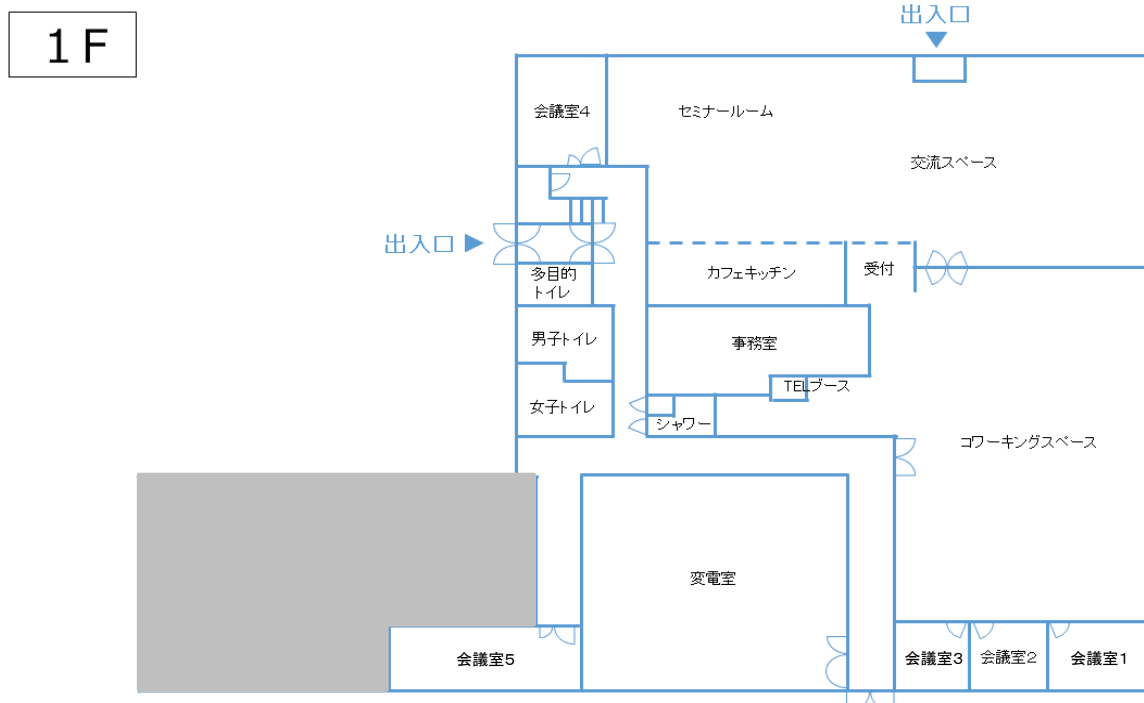 1F
出入口
会議室4
セミナールーム
交流スペース
出入口
多目的
トイレ
カフェキッチン
受付
男子トイレ
事務室
TELブース
女子トイレ
シャワー
コワーキングスペース
変電室
会議室5
会議室3
会議室2
会議室1